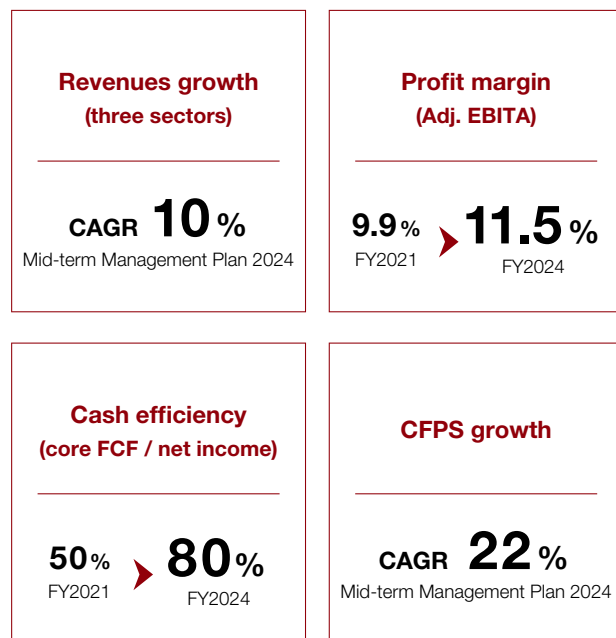 Revenues growth
(three sectors)
CAGR 10%
Mid-term Management Plan 2024
Profit margin
(Adj. EBITA)
9.9% 11.5%
FY2021 FY2024
Cash efficiency
(core FCF / net income)
50% 80%
FY2021 FY2024
CFPS growth
CAGR 22%
Mid-term Management Plan 2024